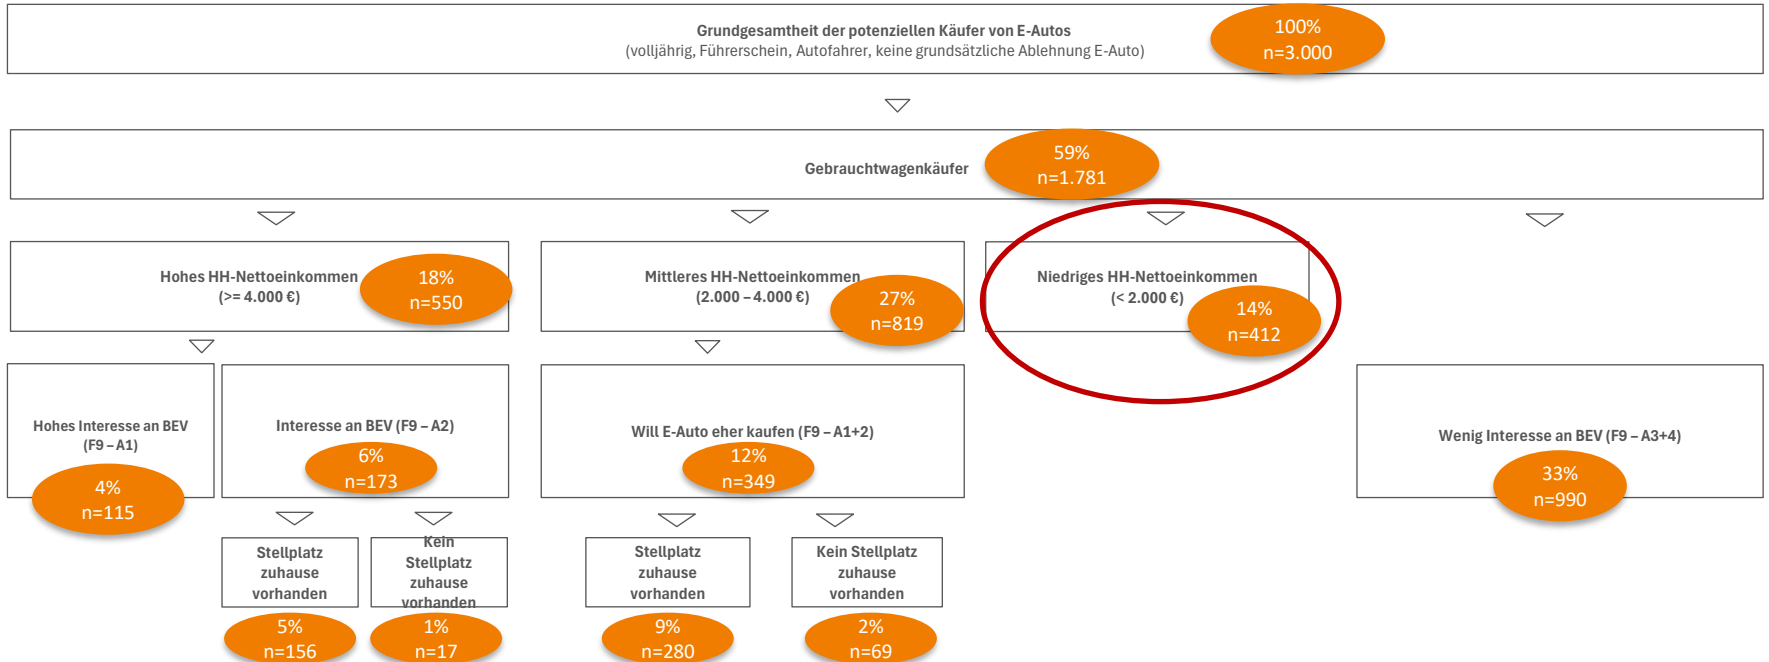 Grundgesamtheit der potenziellen Käufer von E-Autos
(volljährig, Führerschein, Autofahrer, keine grundsätzliche Ablehnung E-Auto)
100%
n=3.000
Gebrauchtwagenkäufer
59%
n=1.781
Hohes HH-Nettoeinkommen
(>= 4.000 €)
18%
n=550
Mittleres HH-Nettoeinkommen
(2.000 – 4.000 €)
27%
n=819
Niedriges HH-Nettoeinkommen
(< 2.000 €)
14%
n=412
Hohes Interesse an BEV
(F9 – A1)
4%
n=115
Interesse an BEV (F9 – A2)
6%
n=173
Will E-Auto eher kaufen (F9 – A1+2)
12%
n=349
Wenig Interesse an BEV (F9 – A3+4)
33%
n=990
Stellplatz
zuhause
vorhanden
5%
n=156
Kein
Stellplatz
zuhause
vorhanden
1%
n=17
Stellplatz
zuhause
vorhanden
9%
n=280
Kein Stellplatz
zuhause
vorhanden
2%
n=69